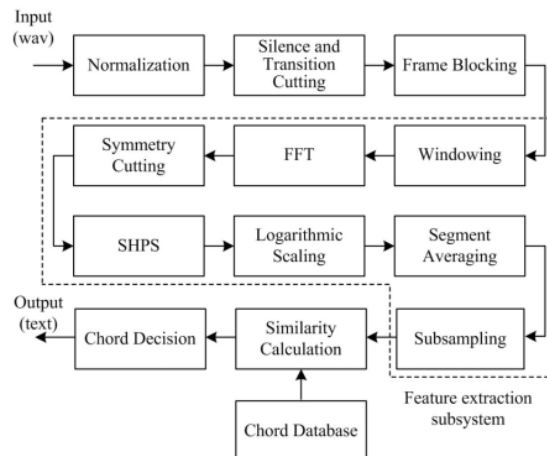 Input
(wav)
Normalization
Silence and
Transition
Cutting
Frame Blocking
Symmetry
Cutting
FFT
Windowing
SHPS
Logarithmic
Scaling
Segment
Averaging
Output
(text)
Chord Decision
Similarity
Calculation
Subsampling
Chord Database
Feature extraction
subsystem